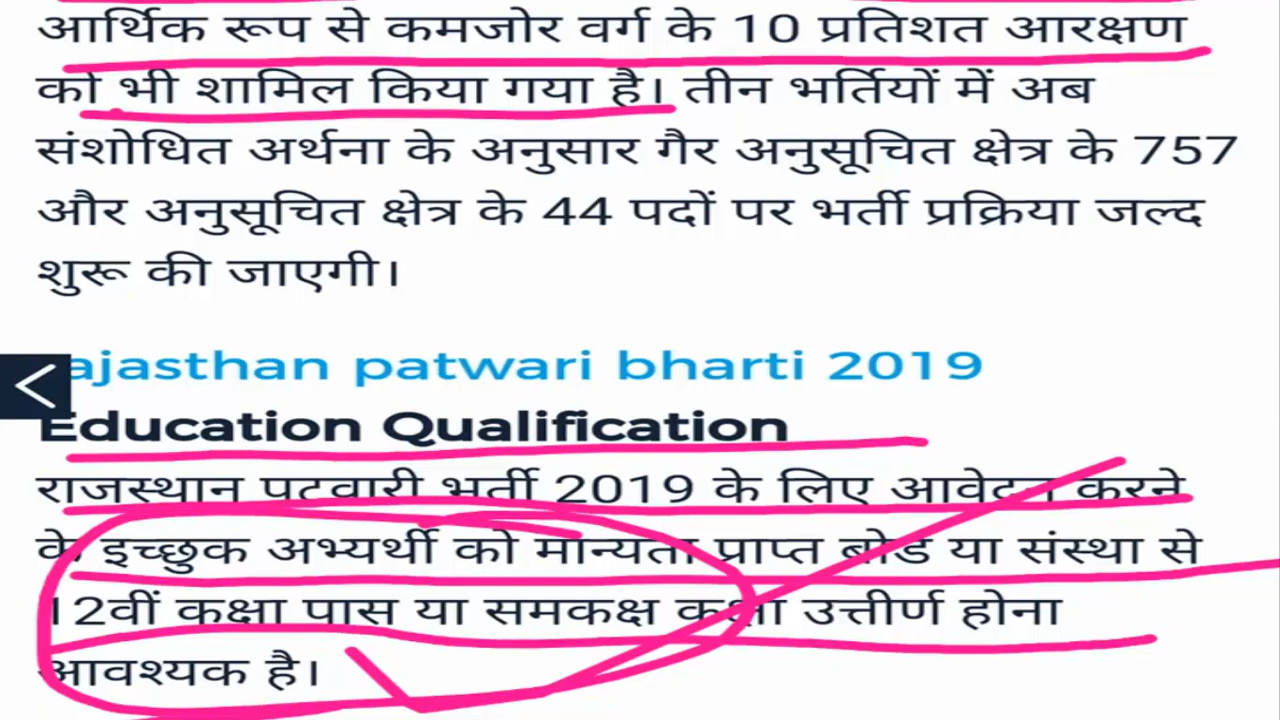 आर्थिक रूप से कमजोर वर्ग के 10 प्रतिशत आरक्षण
को भी शामिल किया गया है। तीन भर्तियों में अब
संशोधित अर्थना के अनुसार गैर अनुसूचित क्षेत्र के 757
और अनुसूचित क्षेत्र के 44 पदों पर भर्ती प्रक्रिया जल्द
शुरू की जाएगी।
ajasthan patwari bharti 2019
Education Qualification
राजस्थान पटवारी भर्ती 2019 के लिए आवेदन करने
के इच्छुक अभ्यर्थी को मान्यता प्राप्त बोर्ड या संस्था से
12वीं कक्षा पास या समकक्ष कक्षा उत्तीर्ण होना
आवश्यक है।